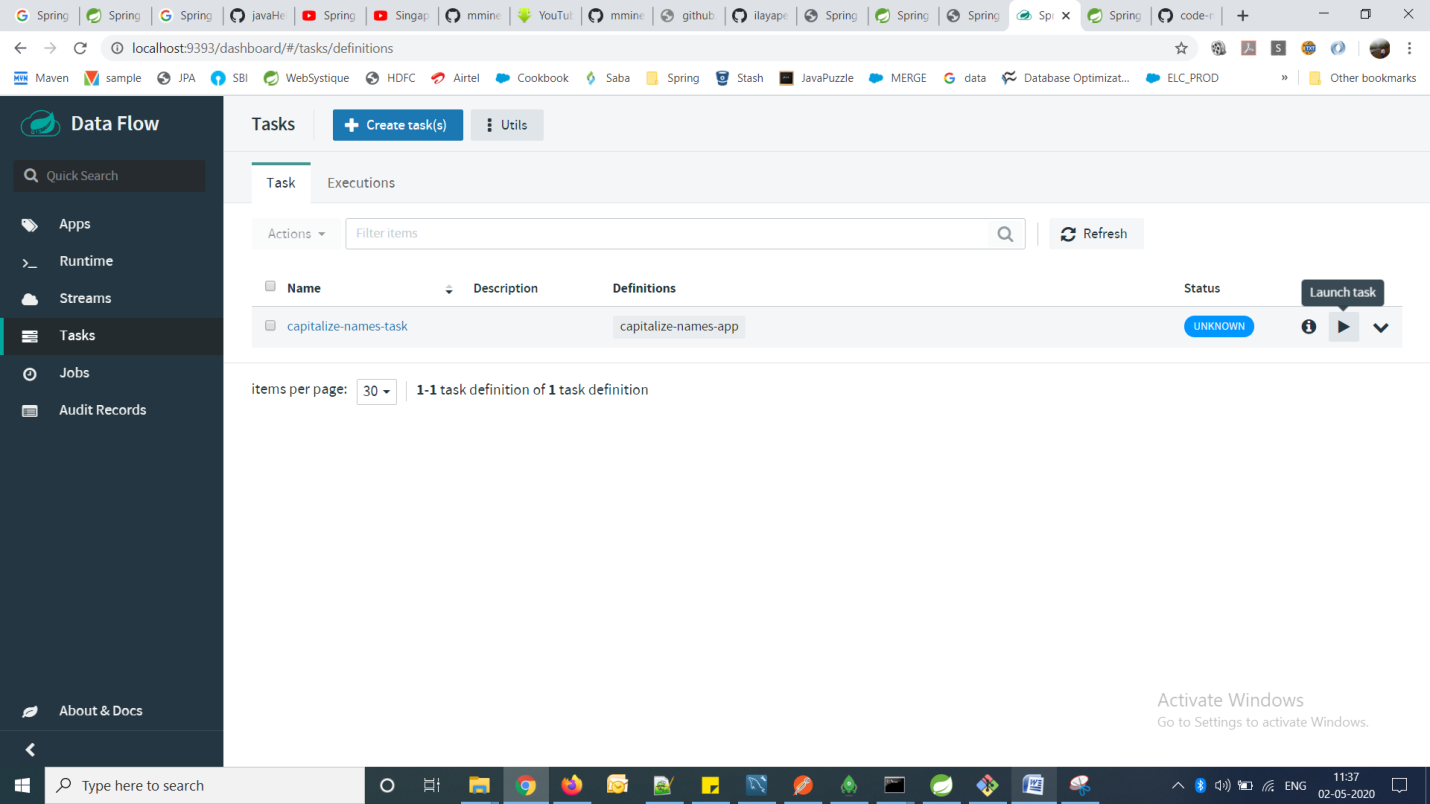 Spring
Spring
Spring
javaHe
Spring
Singap
mmine
YouTu
mmine
github
ilayape
Spring
Spring
Spring
Sp
Spring
code-r
localhost:9393/dashboard/#/tasks/definitions
Maven
sample
JPA
SBI
WebSystique
HDFC
Airtel
Cookbook
Saba
Spring
Stash
JavaPuzzle
MERGE
data
Database Optimizat...
ELC_PROD
»
Other bookmarks
Data Flow
Tasks
Create task(s)
Utils
Quick Search
Task
Executions
Apps
Runtime
Streams
Tasks
Jobs
Audit Records
Actions
Filter items
Refresh
Name
Description
Definitions
Status
Launch task
capitalize-names-task
capitalize-names-app
UNKNOWN
items per page:
30
1-1 task definition of 1 task definition
About & Docs
Activate Windows
Go to Settings to activate Windows.
Type here to search
ENG
11:37
02-05-2020